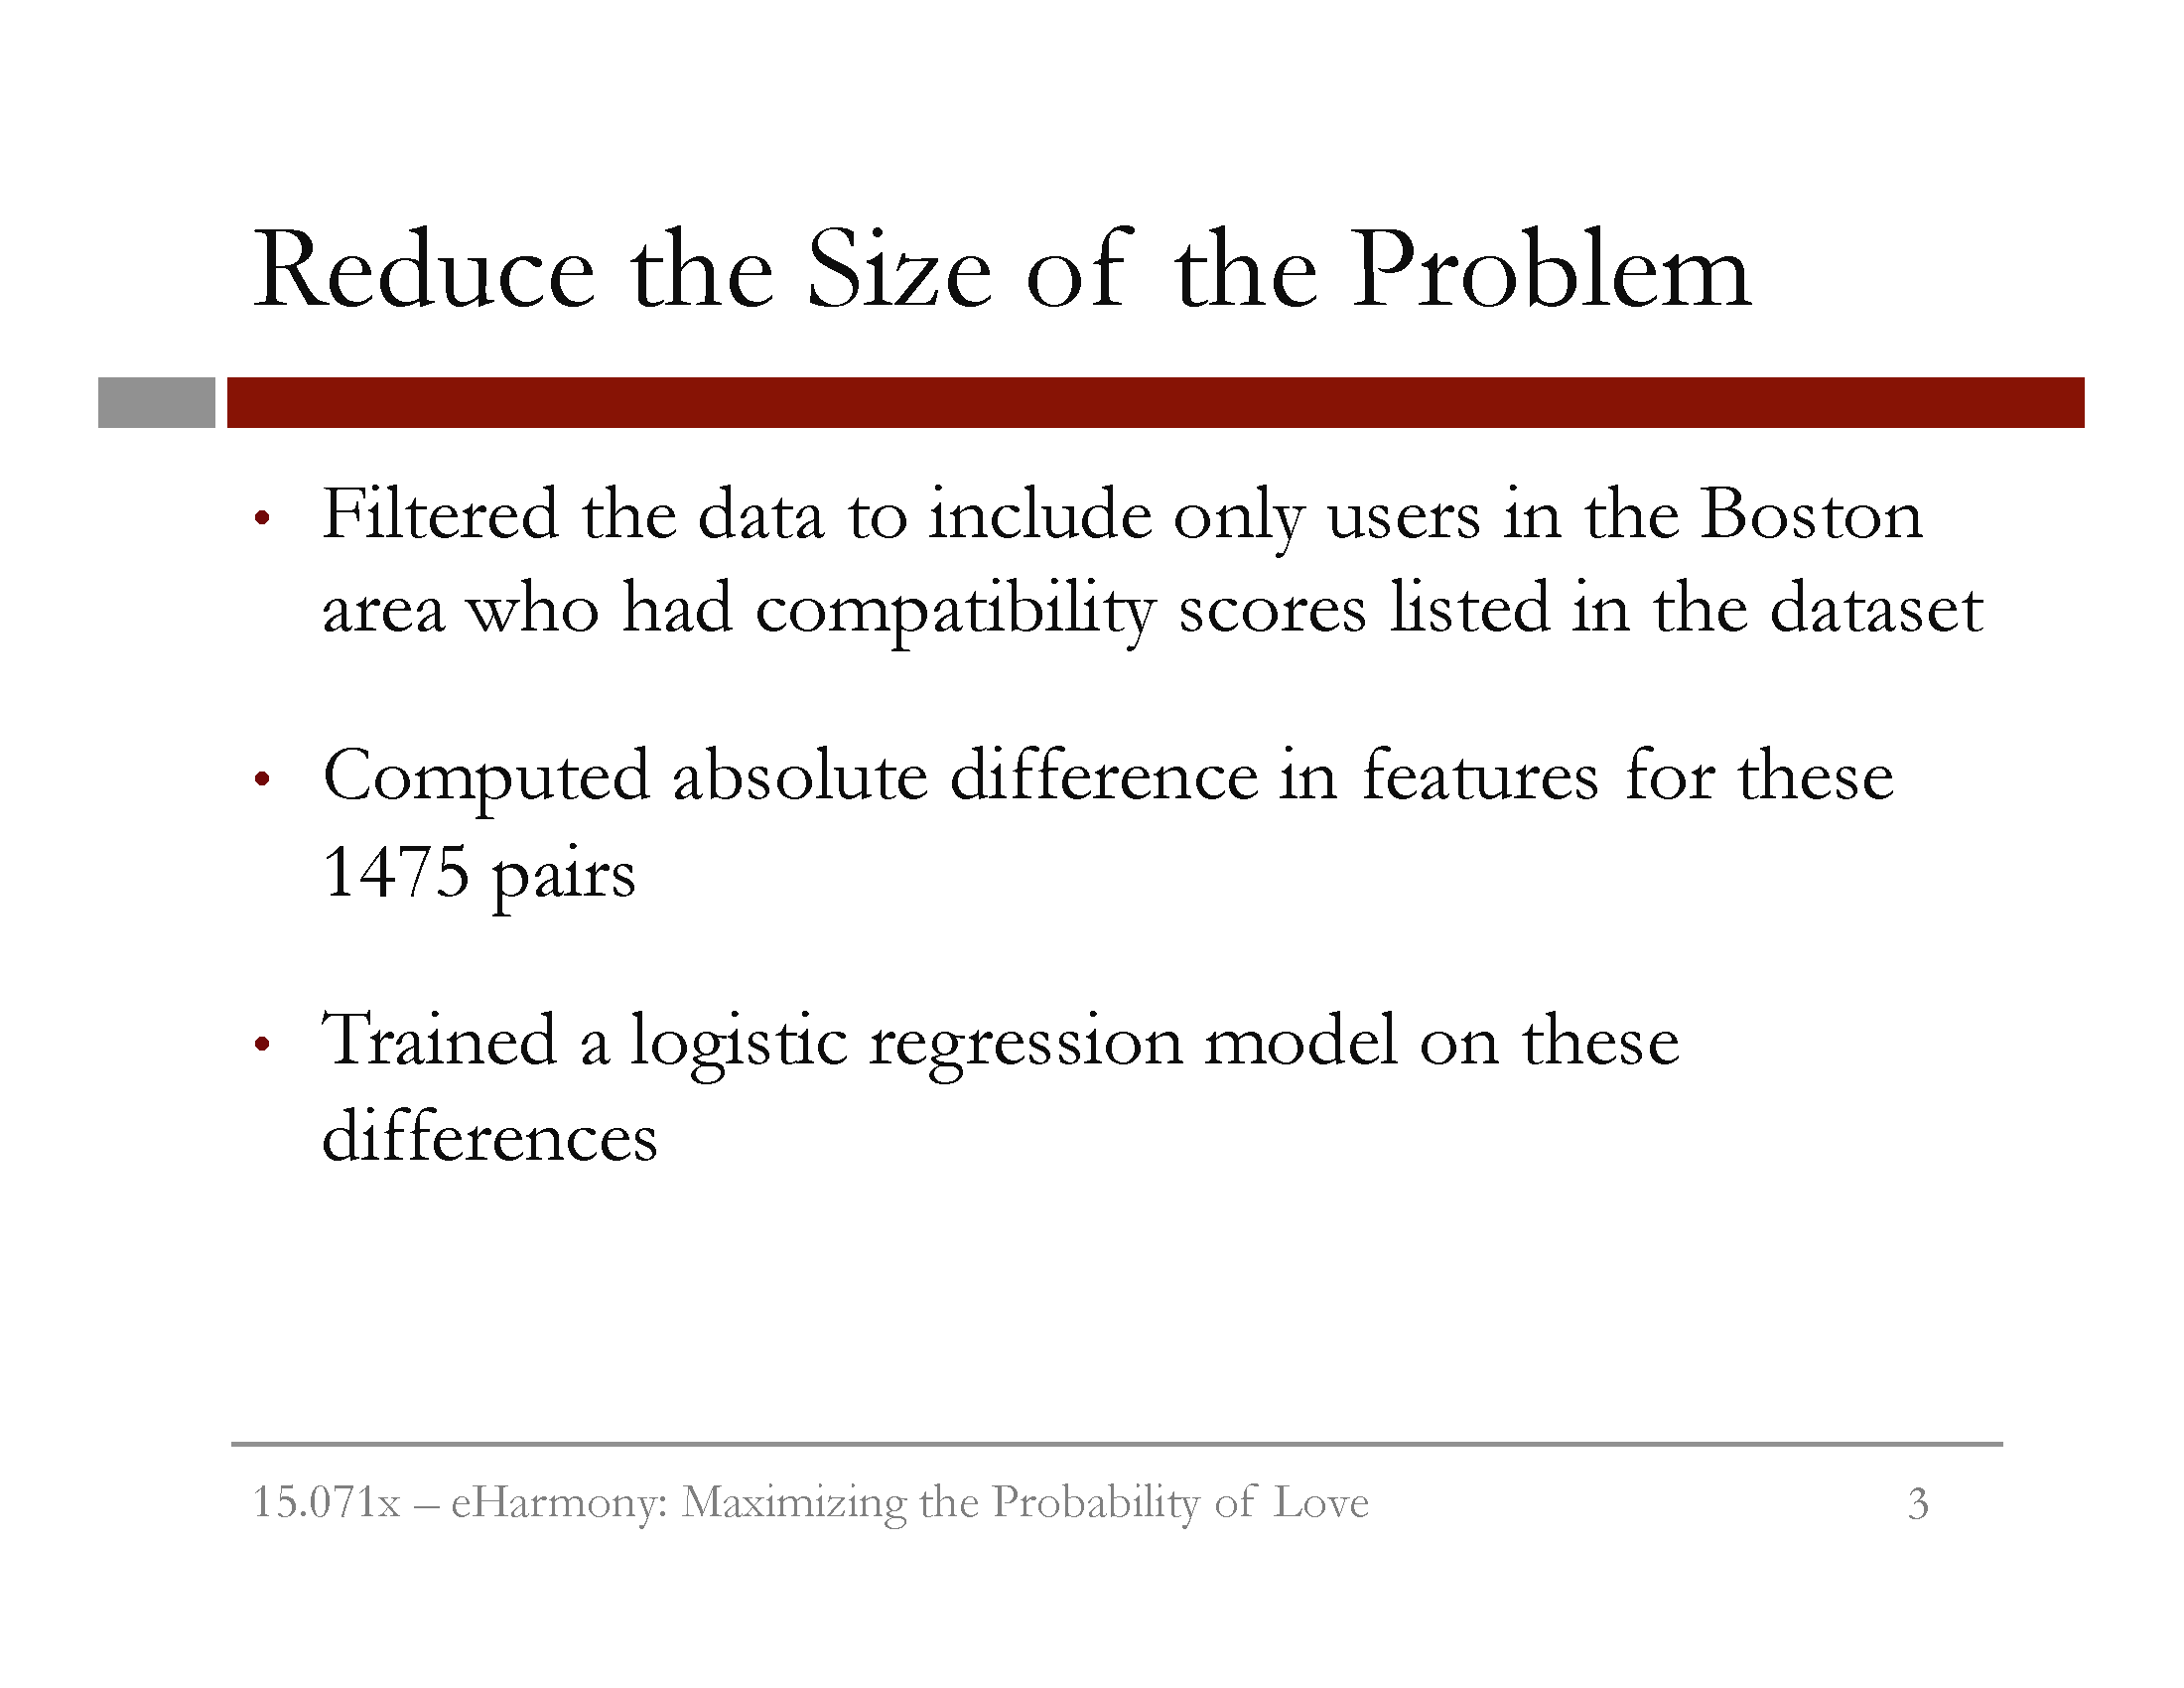 Reduce the Size of the Problem
• Filtered the data to include only users in the Boston
area who had compatibility scores listed in the dataset
• Computed absolute difference in features for these
1475 pairs
• Trained a logistic regression model on these
differences
15.071x – eHarmony: Maximizing the Probability of Love 3